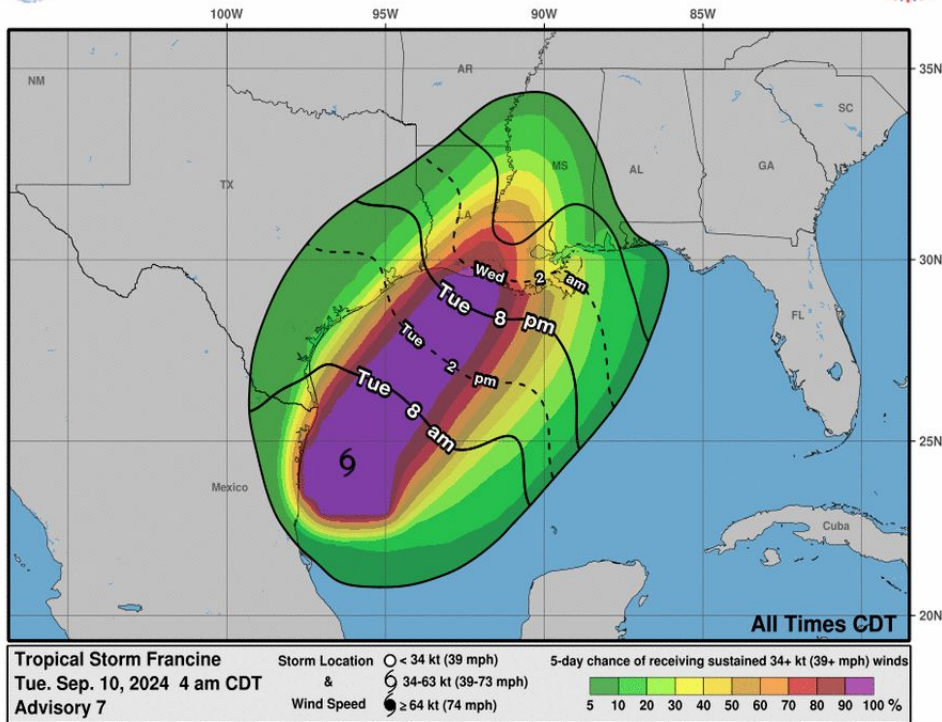 100W 95W 90W 85W
35N
NM
AR
SC
TX
MS
AL
GA
LA
30N
Wed 2 am
Tue 8 pm
FL
Tue 2 pm
Tue 8 am
25N
Mexico
Cuba
20N
All Times CDT
Tropical Storm Francine
Tue. Sep. 10, 2024 4 am CDT
Advisory 7
Storm Location
&
Wind Speed
< 34 kt (39 mph)
34-63 kt (39-73 mph)
≥ 64 kt (74 mph)
5-day chance of receiving sustained 34+ kt (39+ mph) winds
5 10 20 30 40 50 60 70 80 90 100 %